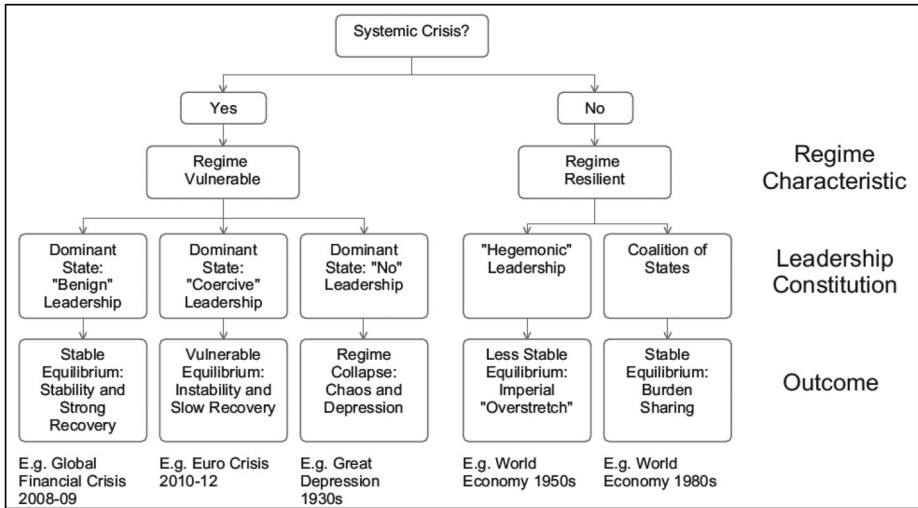 Systemic Crisis?
Yes
No
Regime
Vulnerable
Regime
Resilient
Regime
Characteristic
Dominant
State:
"Benign"
Leadership
Dominant
State:
"Coercive"
Leadership
Dominant
State: "No"
Leadership
"Hegemonic"
Leadership
Coalition of
States
Leadership
Constitution
Stable
Equilibrium:
Stability and
Strong
Recovery
Vulnerable
Equilibrium:
Instability and
Slow Recovery
Regime
Collapse:
Chaos and
Depression
Less Stable
Equilibrium:
Imperial
"Overstretch"
Stable
Equilibrium:
Burden
Sharing
Outcome
E.g. Global
Financial Crisis
2008-09
E.g. Euro Crisis
2010-12
E.g. Great
Depression
1930s
E.g. World
Economy 1950s
E.g. World
Economy 1980s